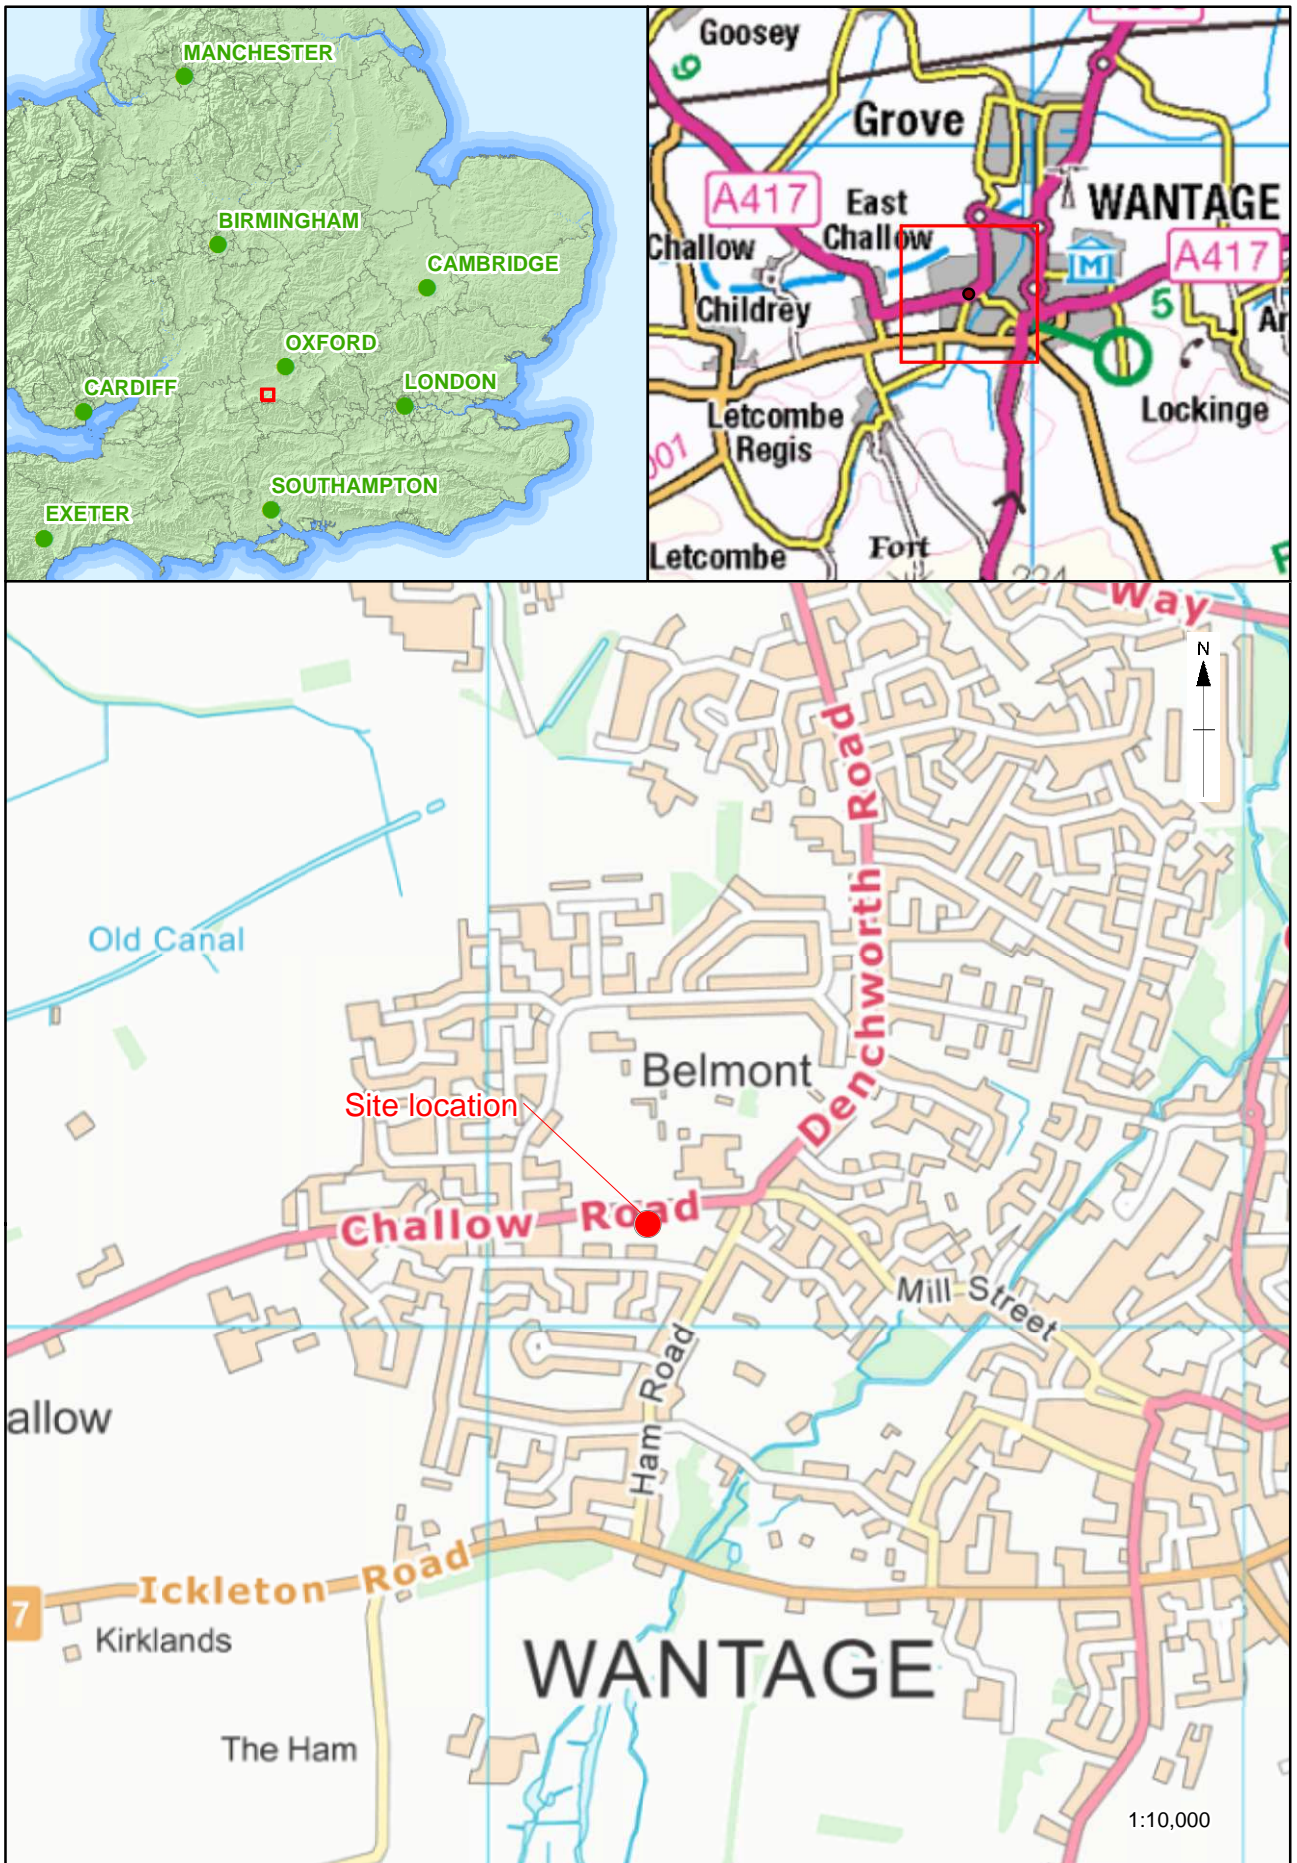 MANCHESTER
BIRMINGHAM
CAMBRIDGE
OXFORD
CARDIFF
LONDON
SOUTHAMPTON
EXETER
Goosey
9
Grove
WANTAGE
A417
East
Challow
A417
Challow
M
Childrey
5
Letcombe
Regis
Lockinge
Letcombe
Fort
Way
N
Denchworth Road
Old Canal
Belmont
Site location
Challow Road
Mill Street
Ham Road
allow
Ickleton Road
7
Kirklands
WANTAGE
The Ham
1:10,000